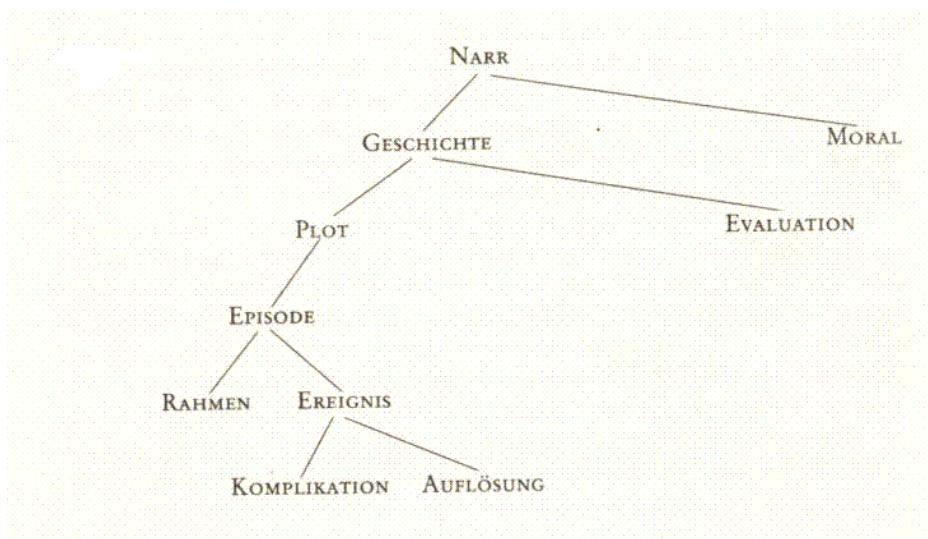 NARR
GESCHICHTE
MORAL
PLOT
EVALUATION
EPISODE
RAHMEN EREIGNIS
KOMPLIKATION AUFLÖSUNG